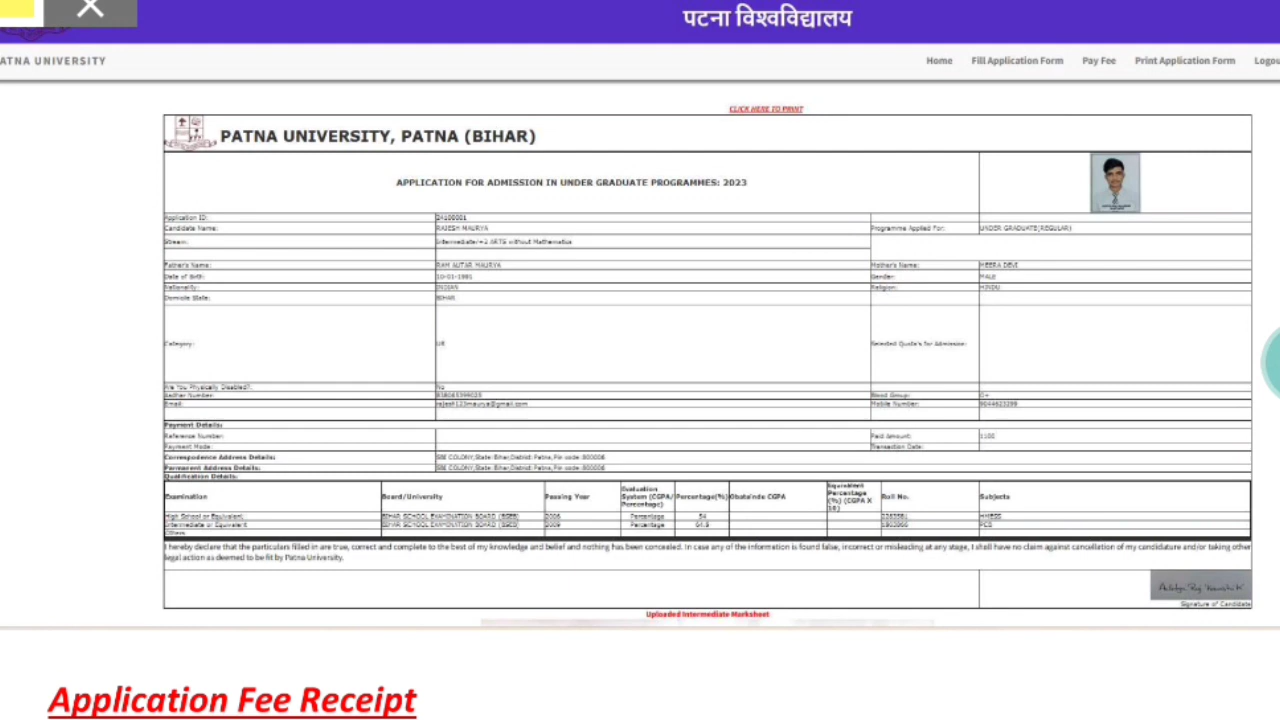 पटना विश्वविद्यालय
ATNA UNIVERSITY Home Fill Application Form Pay Fee Print Application Form Logou
CLICK HERE TO PRINT
PATNA UNIVERSITY, PATNA (BIHAR)
APPLICATION FOR ADMISSION IN UNDER GRADUATE PROGRAMMES: 2023
Application ID: 24100001
Candidate Name: RAJESH MAURYA Programme Applied For: UNDER GRADUATE(REGULAR)
Stream: Intermediate/+2 ARTS without Mathematics
Father's Name: RAM AUTAR MAURYA Mother's Name: MEERA DEVI
Date of Birth: Gender: MALE
Nationality: INDIAN Religion: HINDU
Domicile State: BIHAR
Category: UR Selected Quota's for Admission:
Are You Physically Disabled?: No
Aadhar Number: Blood Group: O+
Email: rajesh123maurya@gmail.com Mobile Number:
Payment Details:
Reference Number: Paid Amount: 1100
Payment Mode: Transaction Date:
Correspodence Address Details: SBI COLONY,State: Bihar,District: Patna,Pin code :800006
Permanent Address Details: SBI COLONY,State: Bihar,District: Patna,Pin code :800006
Qualification Details:
Examination Board/University Passing Year Evaluation System (CGPA/ Percentage) Percentage(%) Obatainde CGPA Equivalent Percentage (%) (CGPA X 10) Roll No. Subjects
High School or Equivalent BIHAR SCHOOL EXAMINATION BOARD (BSEB) 2006 Percentage 54
Intermediate or Equivalent BIHAR SCHOOL EXAMINATION BOARD (BSEB) 2009 Percentage 64.5
Others
I hereby declare that the particulars filled in are true, correct and complete to the best of my knowledge and belief and nothing has been concealed. In case any of the information is found false, incorrect or misleading at any stage, I shall have no claim against cancellation of my candidature and/or taking other
legal action as deemed to be fit by Patna University.
Signature of Candidate
Uploaded Intermediate Marksheet
Application Fee Receipt